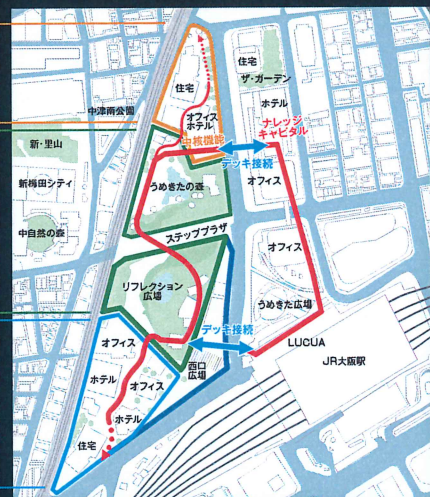 住宅
住宅
ザ・ガーデン
中津南公園
オフィス
ホテル
ホテル
ナレッジ
キャピタル
中核機能
デッキ接続
新・里山
オフィス
うめきたの森
新梅田シティ
ステッププラザ
中自然の森
オフィス
リフレクション
広場
うめきた広場
デッキ接続
LUCUA
オフィス
西口
広場
JR大阪駅
ホテル
オフィス
住宅
ホテル